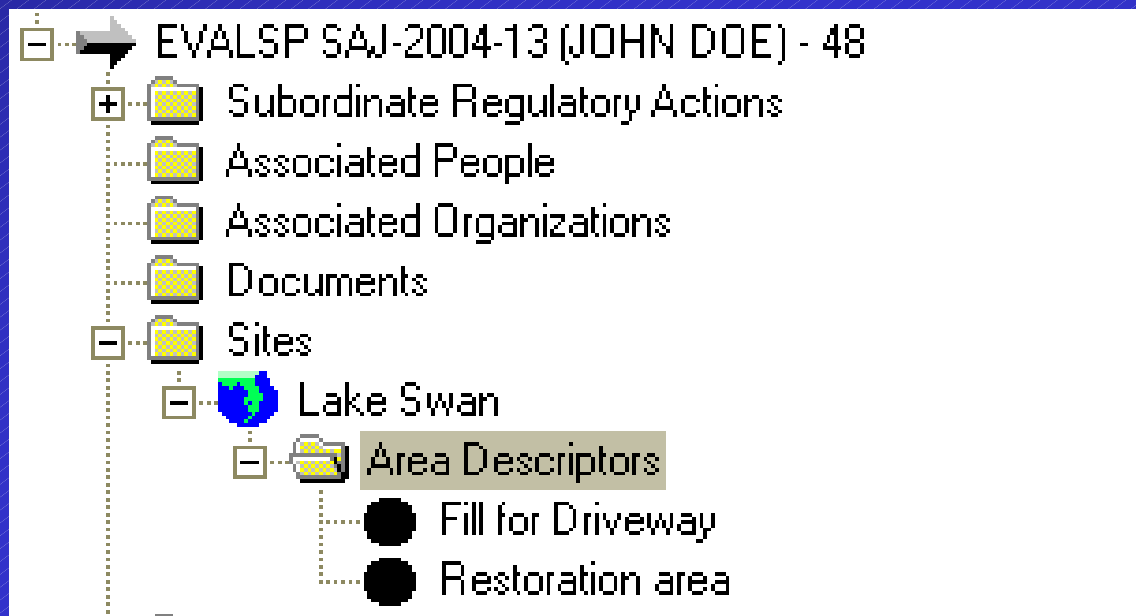 EVALSP SAJ-2004-13 (JOHN DOE) - 48
Subordinate Regulatory Actions
Associated People
Associated Organizations
Documents
Sites
Lake Swan
Area Descriptors
Fill for Driveway
Restoration area